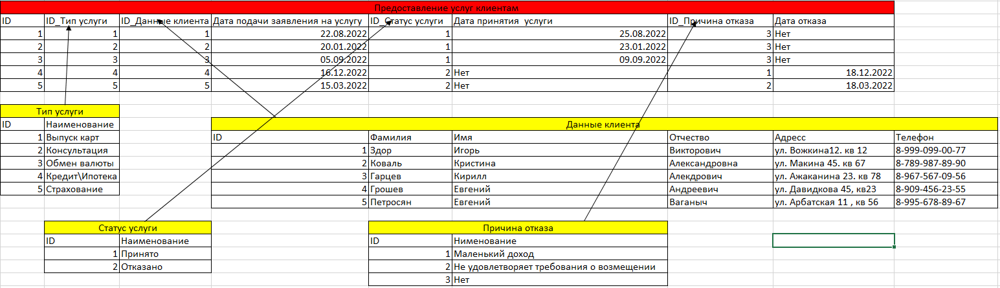 Предоставление услуг клиентам
ID ID_Тип услуги ID_Данные клиента Дата подачи заявления на услугу ID_Статус услуги Дата принятия услуги ID_Причина отказа Дата отказа
1 1 1 22.08.2022 1 25.08.2022 3 Нет
2 2 2 20.01.2022 1 23.01.2022 3 Нет
3 3 3 05.09.2022 1 09.09.2022 3 Нет
4 4 4 16.12.2022 2 Нет 1 18.12.2022
5 5 5 15.03.2022 2 Нет 2 18.03.2022
Тип услуги
ID Наименование
1 Выпуск карт
2 Консультация
3 Обмен валюты
4 Кредит\Ипотека
5 Страхование
Данные клиента
ID Фамилия Имя Отчество Адресс Телефон
1 Здор Игорь Викторович ул. Вожкина12. кв 12 8-999-099-00-77
2 Коваль Кристина Александровна ул. Макина 45. кв 67 8-789-987-89-90
3 Гарцев Кирилл Алекдрович ул. Ажаканина 23. кв 78 8-967-567-09-56
4 Грошев Евгений Андреевич ул. Давидкова 45, кв23 8-909-456-23-55
5 Петросян Евгений Ваганыч ул. Арбатская 11 , кв 56 8-995-678-89-67
Статус услуги
ID Наименование
1 Принято
2 Отказано
Причина отказа
ID Нименование
1 Маленький доход
2 Не удовлетворяет требования о возмещении
3 Нет